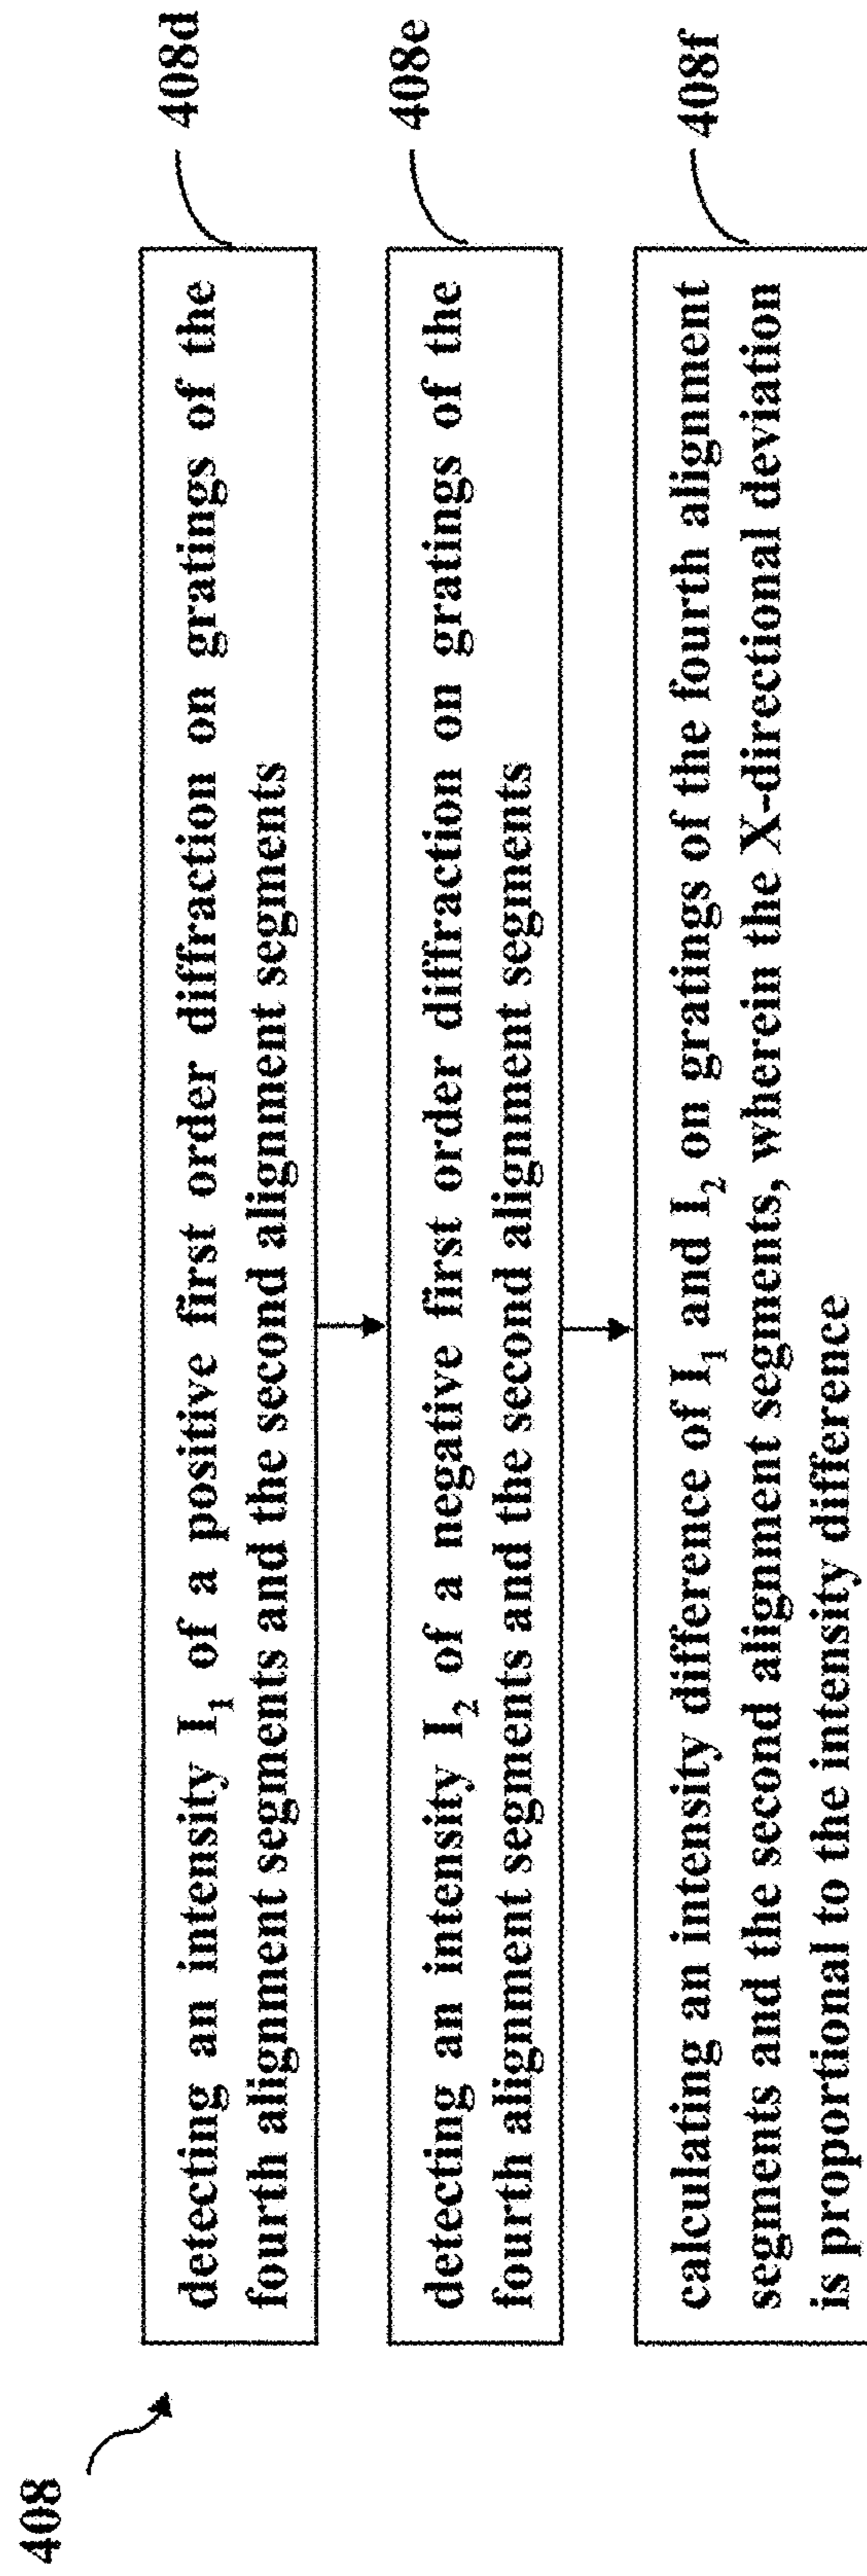 408
detecting an intensity I₁ of a positive first order diffraction on gratings of the
fourth alignment segments and the second alignment segments
408d
detecting an intensity I₂ of a negative first order diffraction on gratings of the
fourth alignment segments and the second alignment segments
408e
calculating an intensity difference of I₁ and I₂ on gratings of the fourth alignment
segments and the second alignment segments, wherein the X-directional deviation
is proportional to the intensity difference
408f